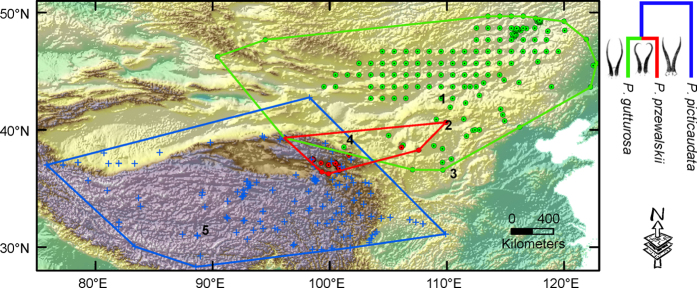 50°N
40°N
30°N
80°E
90°E
100°E
110°E
120°E
1
2
3
4
5
0 400
Kilometers
P. gutturosa
P. przewalskii
P. picticaudata
N